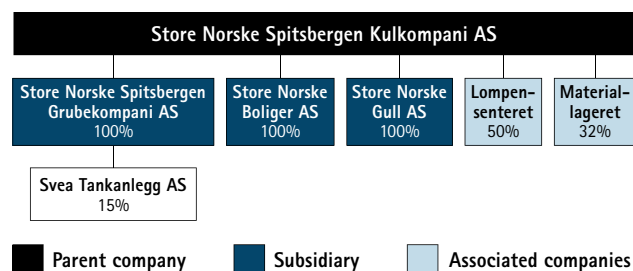 Store Norske Spitsbergen Kulkompani AS
Store Norske Spitsbergen
Grubekompani AS
100%
Store Norske
Boliger AS
100%
Store Norske
Gull AS
100%
Lompen-
senteret
50%
Material-
lageret
32%
Svea Tankanlegg AS
15%
Parent company
Subsidiary
Associated companies